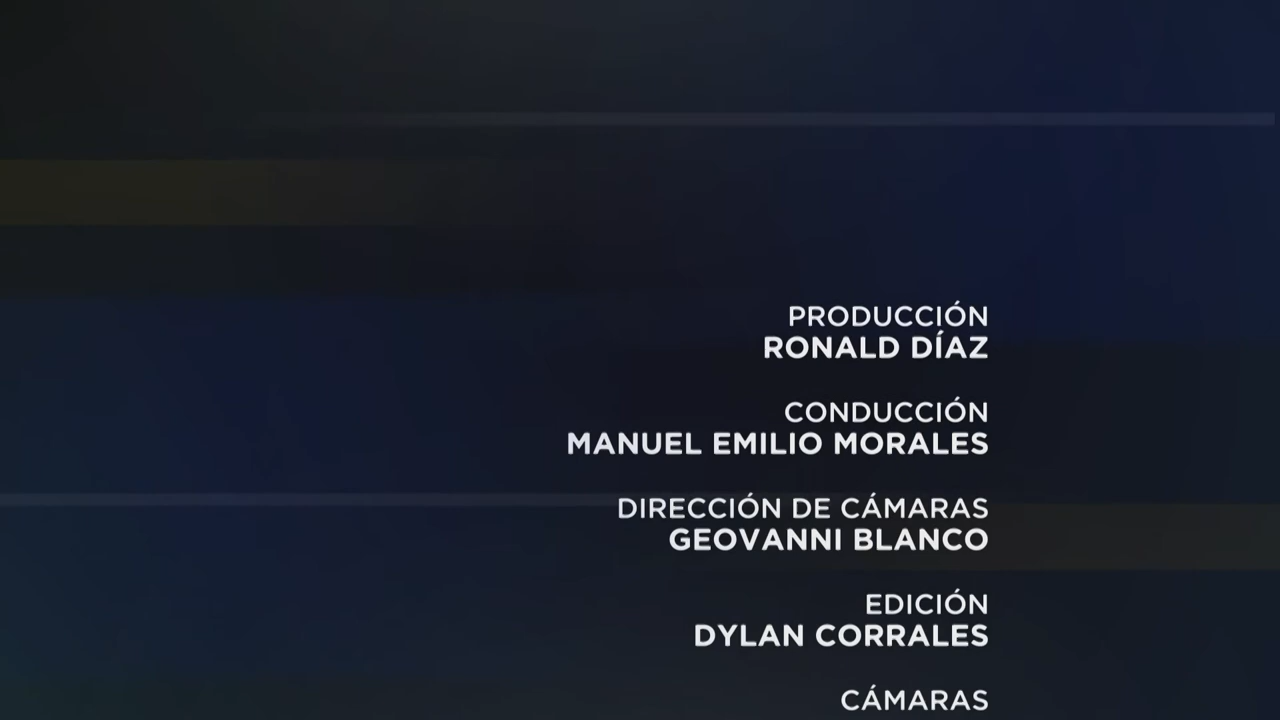 PRODUCCIÓN
RONALD DÍAZ
CONDUCCIÓN
MANUEL EMILIO MORALES
DIRECCIÓN DE CÁMARAS
GEOVANNI BLANCO
EDICIÓN
DYLAN CORRALES
CÁMARAS